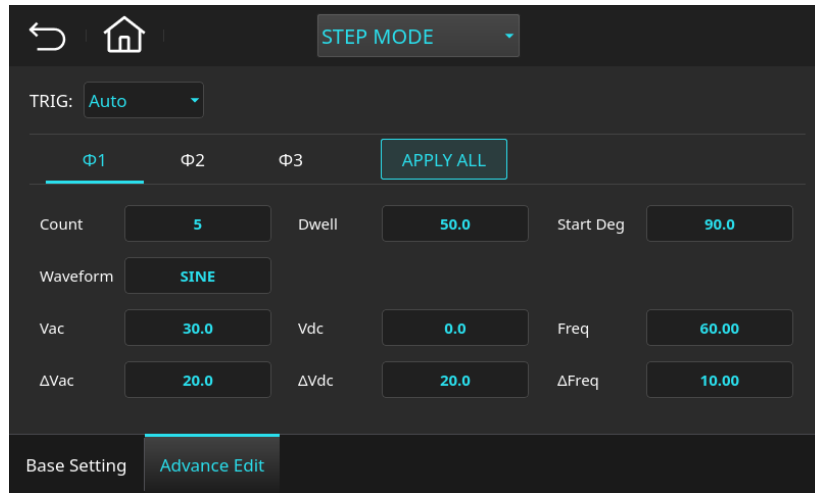 STEP MODE
TRIG: Auto
Φ1 Φ2 Φ3 APPLY ALL
Count 5 Dwell 50.0 Start Deg 90.0
Waveform SINE
Vac 30.0 Vdc 0.0 Freq 60.00
ΔVac 20.0 ΔVdc 20.0 ΔFreq 10.00
Base Setting Advance Edit